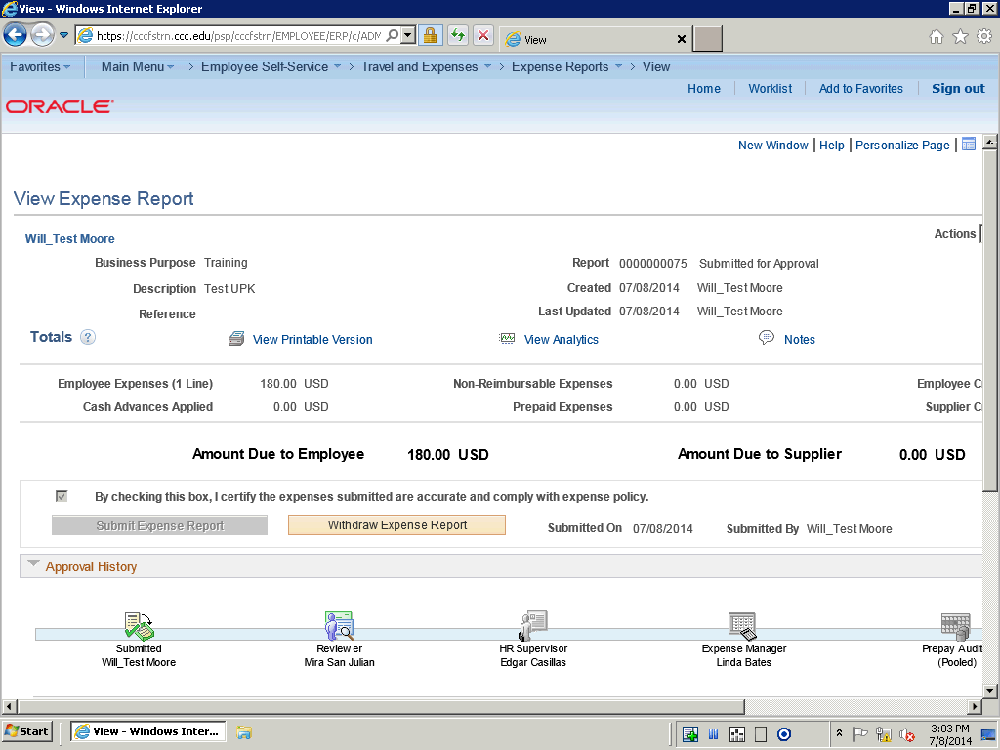 View - Windows Internet Explorer
https://cccfstrn.ccc.edu/psp/cccfstrn/EMPLOYEE/ERP/c/ADM
View
Favorites
Main Menu > Employee Self-Service > Travel and Expenses > Expense Reports > View
Home Worklist Add to Favorites Sign out
ORACLE
New Window | Help | Personalize Page |
View Expense Report
Will_Test Moore
Actions
Business Purpose Training
Report 0000000075 Submitted for Approval
Description Test UPK
Created 07/08/2014 Will_Test Moore
Reference
Last Updated 07/08/2014 Will_Test Moore
Totals ?
View Printable Version
View Analytics
Notes
Employee Expenses (1 Line) 180.00 USD Non-Reimbursable Expenses 0.00 USD Employee C
Cash Advances Applied 0.00 USD Prepaid Expenses 0.00 USD Supplier C
Amount Due to Employee 180.00 USD Amount Due to Supplier 0.00 USD
By checking this box, I certify the expenses submitted are accurate and comply with expense policy.
Submit Expense Report Withdraw Expense Report Submitted On 07/08/2014 Submitted By Will_Test Moore
Approval History
Submitted Reviewer HR Supervisor Expense Manager Prepay Audit
Will_Test Moore Mira San Julian Edgar Casillas Linda Bates (Pooled)
Start
View - Windows Inter...
3:03 PM
7/8/2014